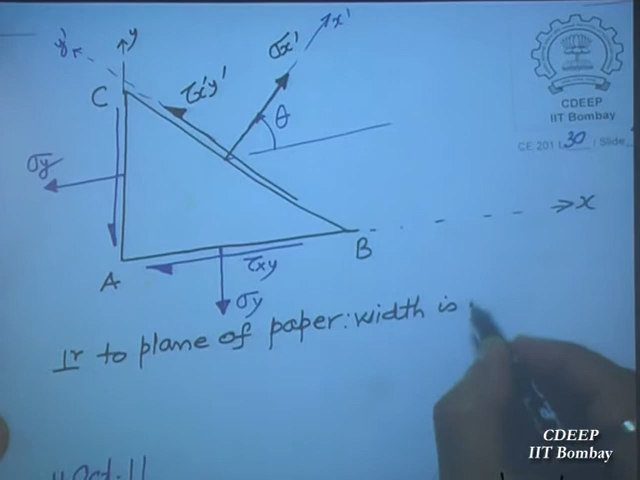 y'
y
σx'
x'
C
τx'y'
θ
CDEEP
IIT Bombay
CE 201 L 30 / Slide
σy
x
A
τxy
B
σy
⊥r to plane of paper: width is
CDEEP
IIT Bombay